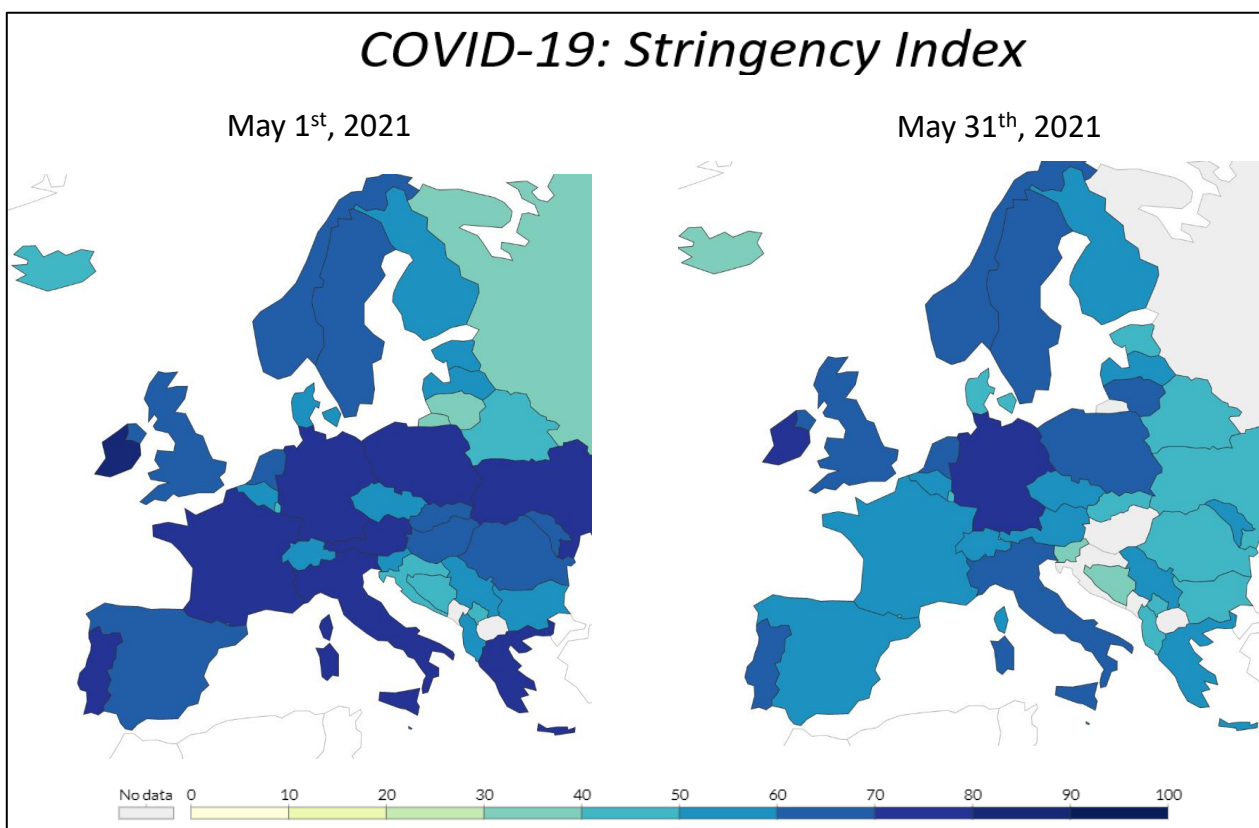 COVID-19: Stringency Index
May 1st, 2021
May 31th, 2021
No data 0 10 20 30 40 50 60 70 80 90 100